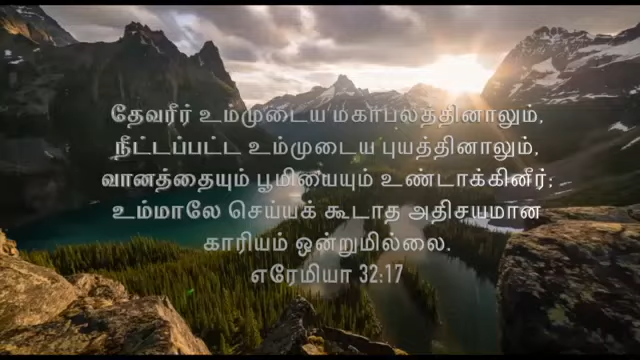 தேவரீர் உம்முடைய மகாபலத்தினாலும்,
நீட்டப்பட்ட உம்முடைய புயத்தினாலும்,
வானத்தையும் பூமியையும் உண்டாக்கினீர்;
உம்மாலே செய்யக் கூடாத அதிசயமான
காரியம் ஒன்றுமில்லை.
எரேமியா 32:17